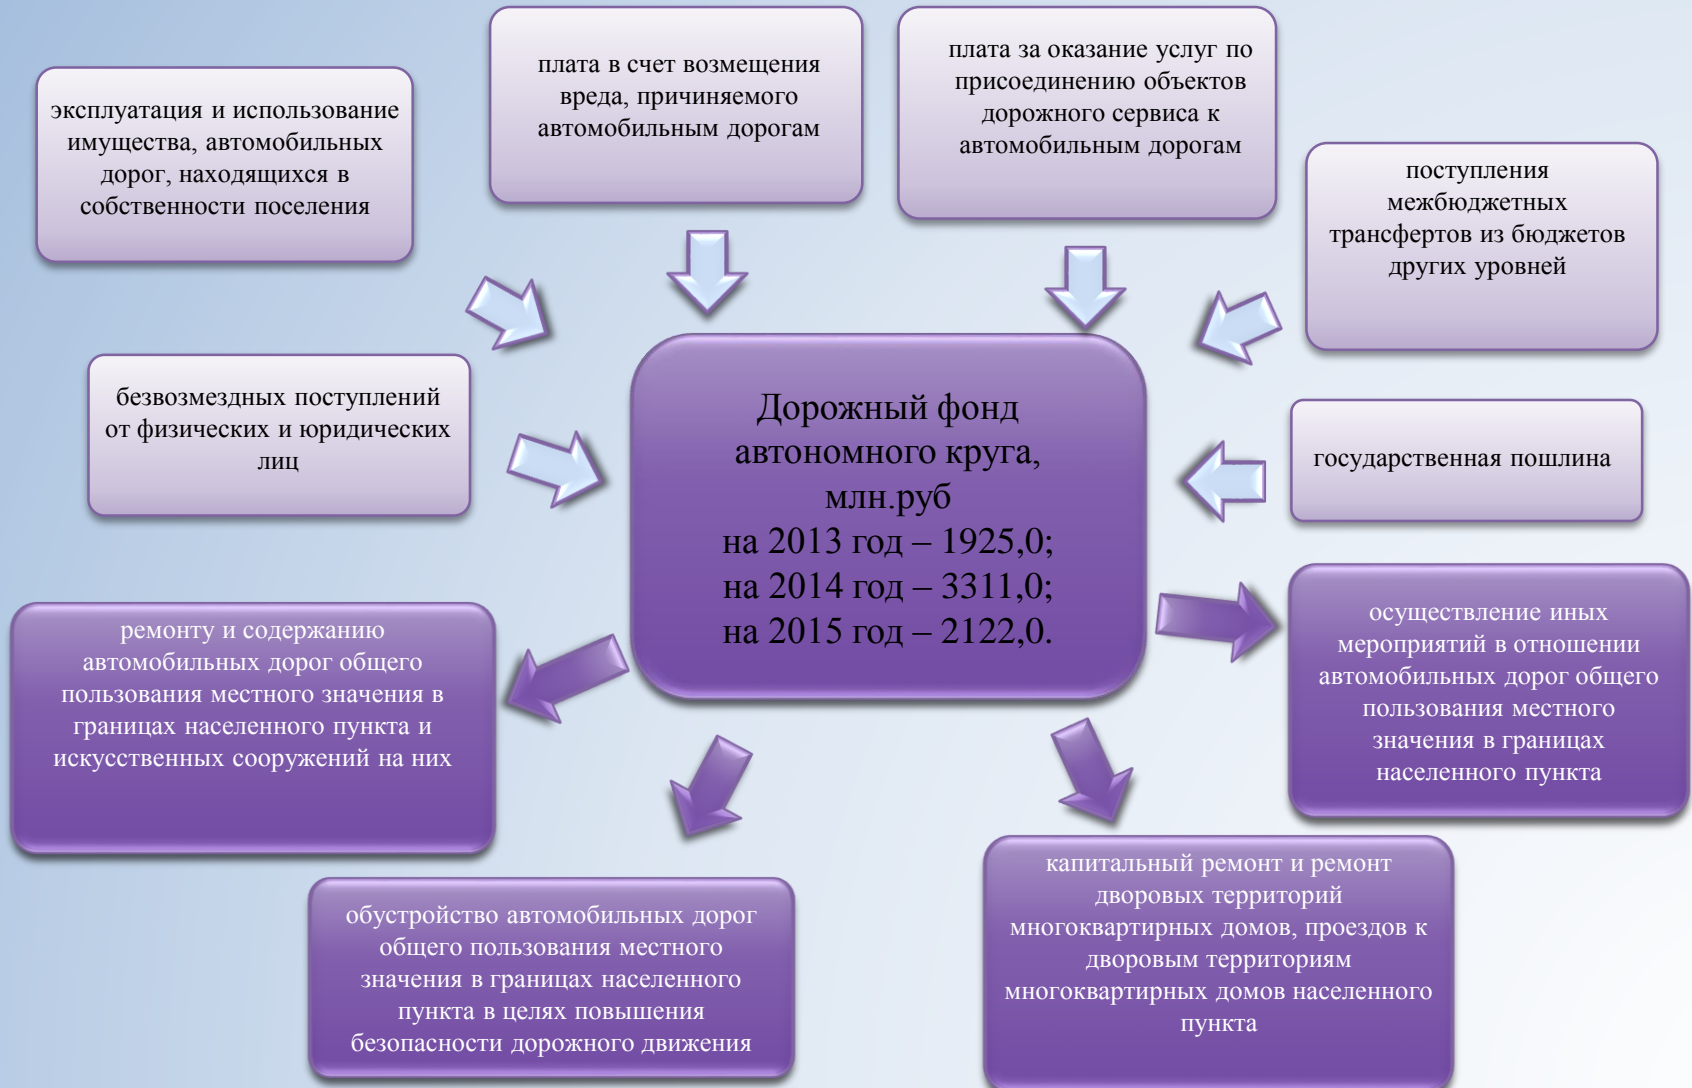 эксплуатация и использование
имущества, автомобильных
дорог, находящихся в
собственности поселения
плата в счет возмещения
вреда, причиняемого
автомобильным дорогам
плата за оказание услуг по
присоединению объектов
дорожного сервиса к
автомобильным дорогам
поступления
межбюджетных
трансфертов из бюджетов
других уровней
безвозмездных поступлений
от физических и юридических
лиц
Дорожный фонд
автономного круга,
млн.руб
на 2013 год – 1925,0;
на 2014 год – 3311,0;
на 2015 год – 2122,0.
государственная пошлина
ремонту и содержанию
автомобильных дорог общего
пользования местного значения в
границах населенного пункта и
искусственных сооружений на них
осуществление иных
мероприятий в отношении
автомобильных дорог общего
пользования местного
значения в границах
населенного пункта
обустройство автомобильных дорог
общего пользования местного
значения в границах населенного
пункта в целях повышения
безопасности дорожного движения
капитальный ремонт и ремонт
дворовых территорий
многоквартирных домов, проездов к
дворовым территориям
многоквартирных домов населенного
пункта